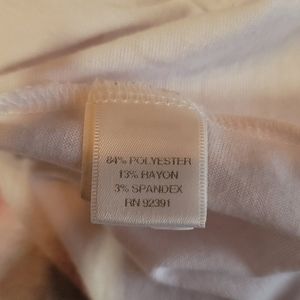 84% POLYESTER
13% RAYON
3% SPANDEX
RN 92391